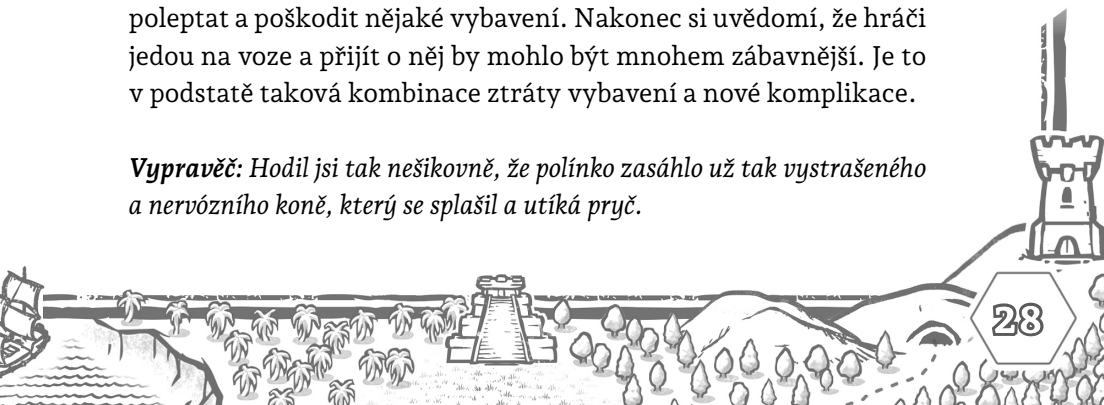 poleptat a poškodit nějaké vybavení. Nakonec si uvědomí, že hráči
jedou na voze a přijít o něj by mohlo být mnohem zábavnější. Je to
v podstatě taková kombinace ztráty vybavení a nové komplikace.
Vypravěč: Hodil jsi tak nešikovně, že polínko zasáhlo už tak vystrašeného
a nervózního koně, který se splašil a utíká pryč.
28